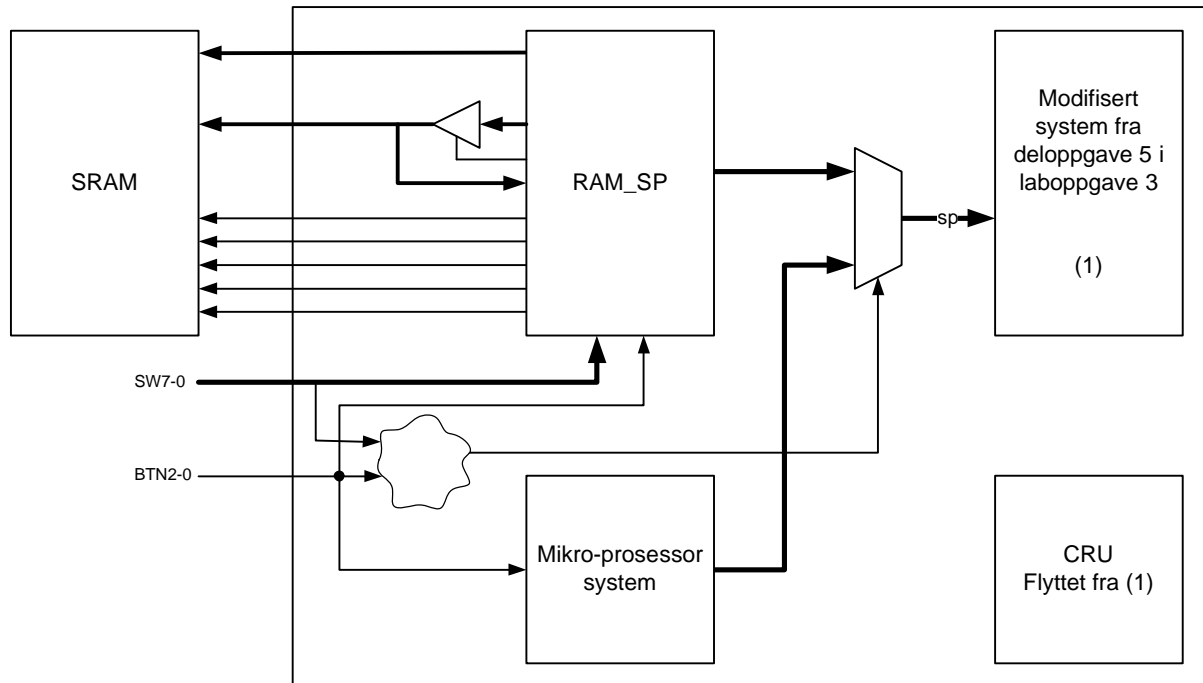 SRAM
RAM_SP
Modifisert
system fra
deloppgave 5 i
laboppgave 3
(1)
sp
SW7-0
BTN2-0
Mikro-prosessor
system
CRU
Flyttet fra (1)